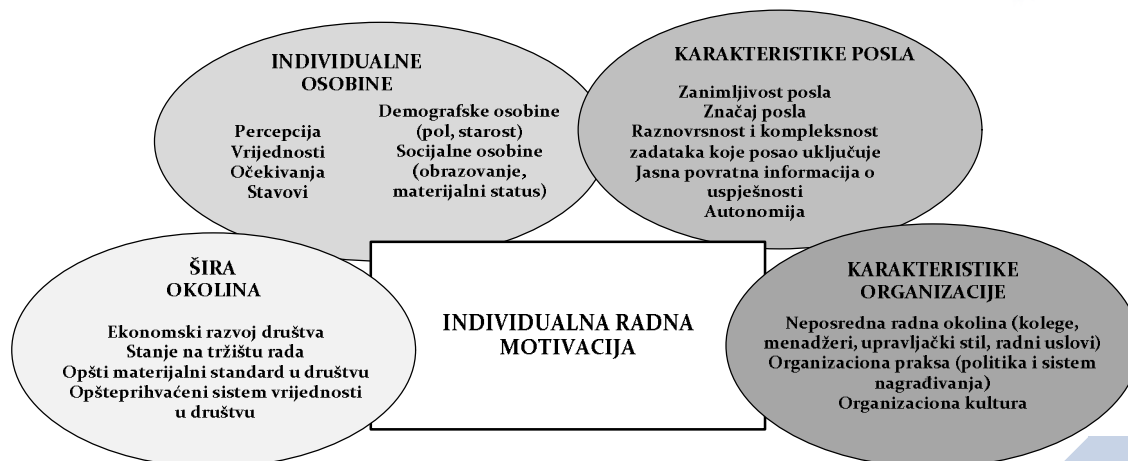 INDIVIDUALNE
OSOBINE
Percepcija
Vrijednosti
Očekivanja
Stavovi
Demografske osobine
(pol, starost)
Socijalne osobine
(obrazovanje,
materijalni status)
KARAKTERISTIKE POSLA
Zanimljivost posla
Značaj posla
Raznovrsnost i kompleksnost
zadataka koje posao uključuje
Jasna povratna informacija o
uspješnosti
Autonomija
ŠIRA
OKOLINA
Ekonomski razvoj društva
Stanje na tržištu rada
Opšti materijalni standard u društvu
Opšteprihvaćeni sistem vrijednosti
u društvu
INDIVIDUALNA RADNA
MOTIVACIJA
KARAKTERISTIKE
ORGANIZACIJE
Neposredna radna okolina (kolege,
menadžeri, upravljački stil, radni uslovi)
Organizaciona praksa (politika i sistem
nagrađivanja)
Organizaciona kultura